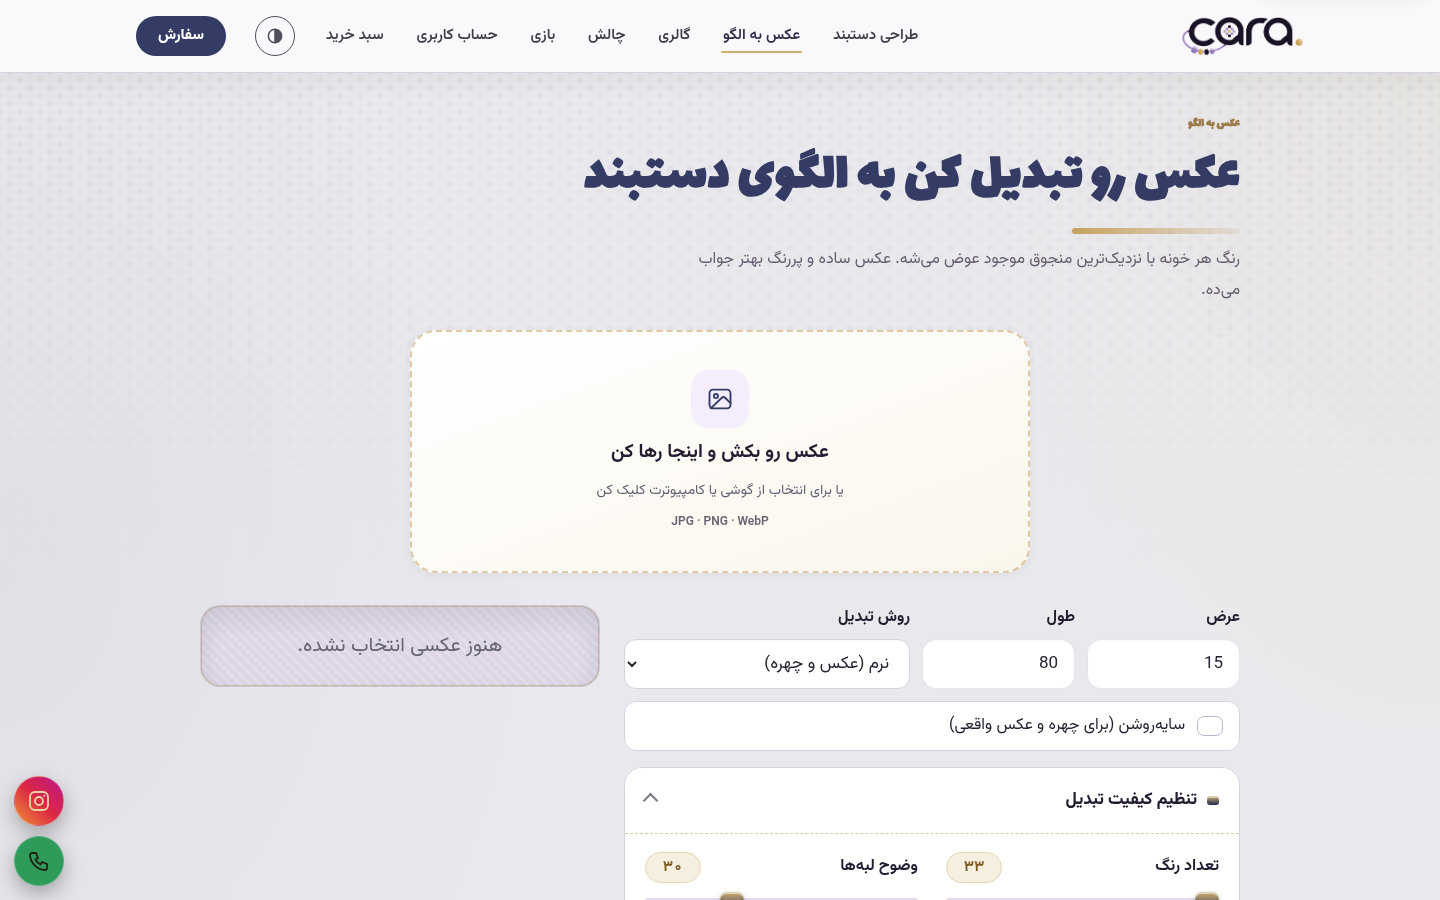 cara.
طراحی دستبند
عکس به الگو
گالری
چالش
بازی
حساب کاربری
سبد خرید
سفارش
عکس به الگو
عکس رو تبدیل کن به الگوی دستبند
رنگ هر خونه با نزدیک‌ترین منجوق موجود عوض می‌شه. عکس ساده و پررنگ بهتر جواب
می‌ده.
عکس رو بکش و اینجا رها کن
یا برای انتخاب از گوشی یا کامپیوترت کلیک کن
JPG · PNG · WebP
عرض
طول
روش تبدیل
15
80
نرم (عکس و چهره)
هنوز عکسی انتخاب نشده.
سایه‌روشن (برای چهره و عکس واقعی)
تنظیم کیفیت تبدیل
تعداد رنگ
۳۳
وضوح لبه‌ها
۳۰